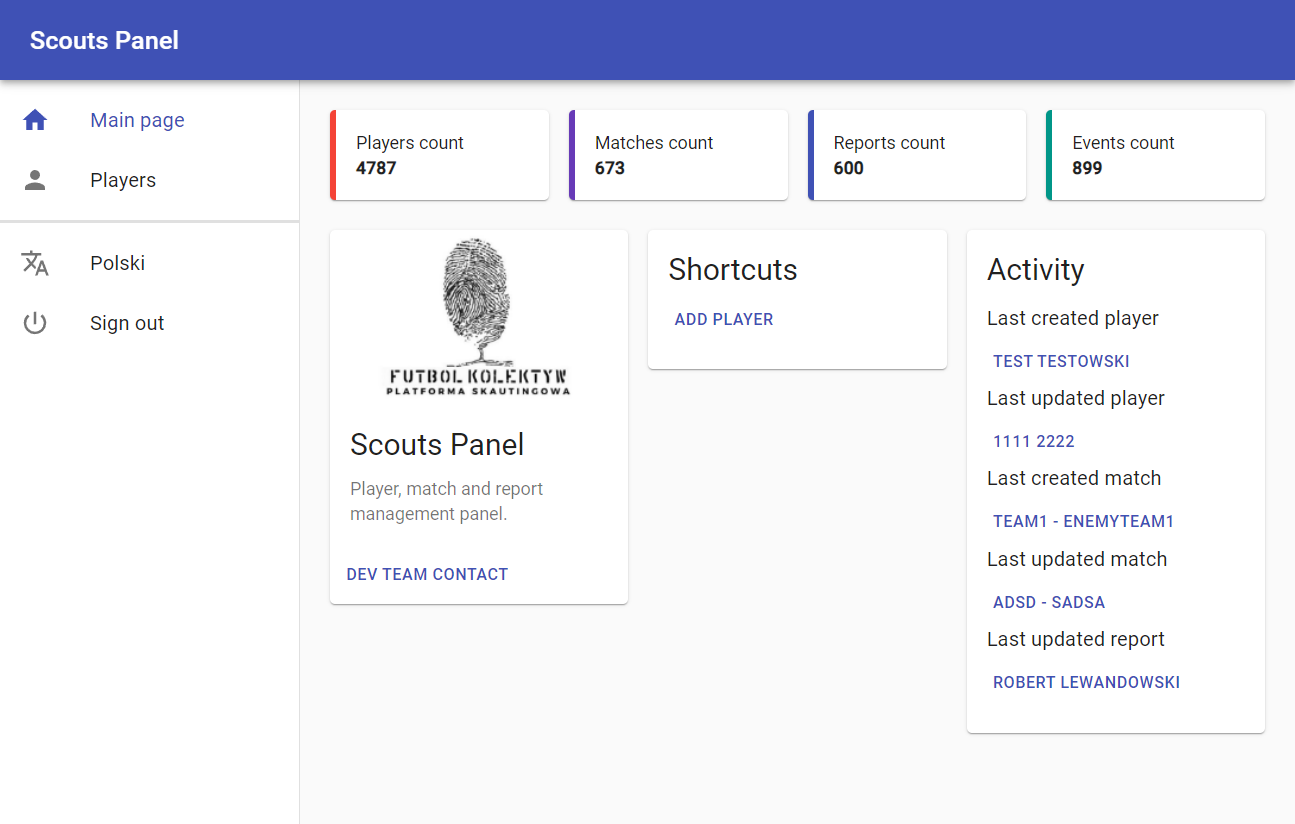 Scouts Panel
Main page
Players
Polski
Sign out
Players count
4787
Matches count
673
Reports count
600
Events count
899
FUTBOL KOLEKTYW
PLATFORMA SKAUTINGOWA
Scouts Panel
Player, match and report
management panel.
DEV TEAM CONTACT
Shortcuts
ADD PLAYER
Activity
Last created player
TEST TESTOWSKI
Last updated player
1111 2222
Last created match
TEAM1 - ENEMYTEAM1
Last updated match
ADSD - SADSA
Last updated report
ROBERT LEWANDOWSKI